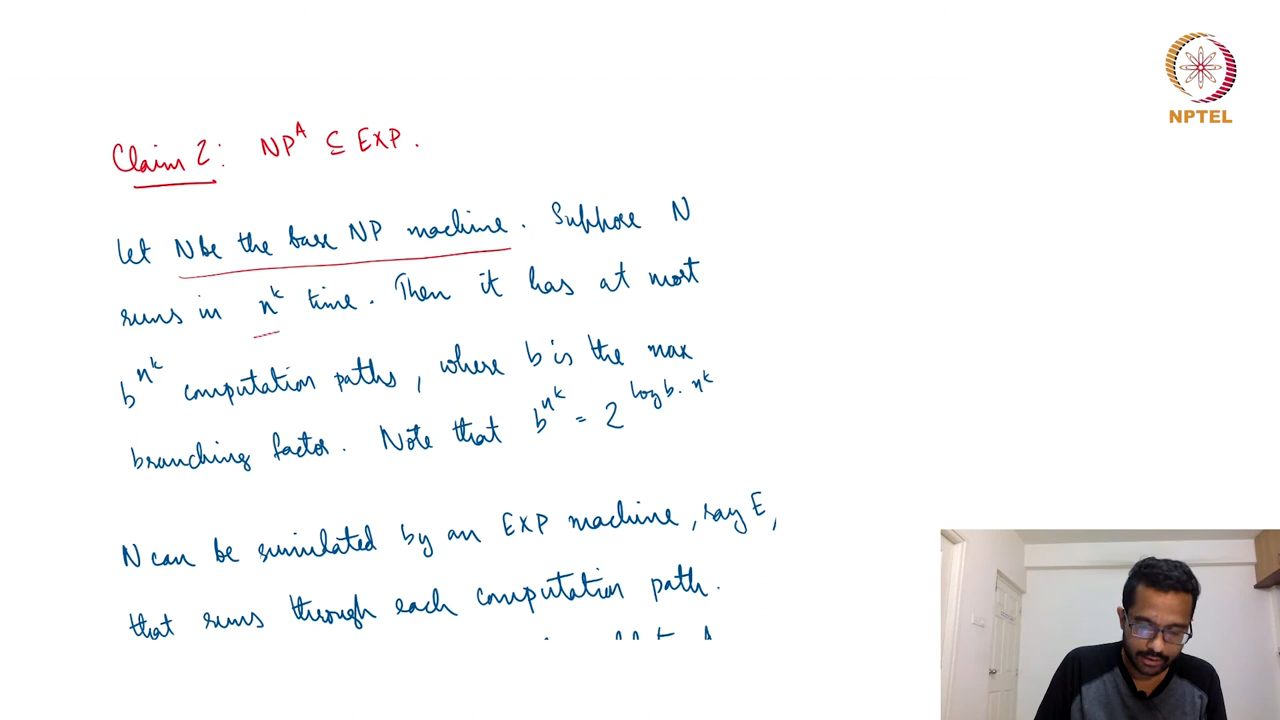 NPTEL
Claim 2: NP^A ⊆ EXP.
Let N be the base NP machine. Suppose N
runs in n^k time. Then it has at most
b^{n^k} computation paths, where b is the max
branching factor. Note that b^{n^k} = 2^{log b . n^k}
N can be simulated by an EXP machine, say E,
that runs through each computation path.